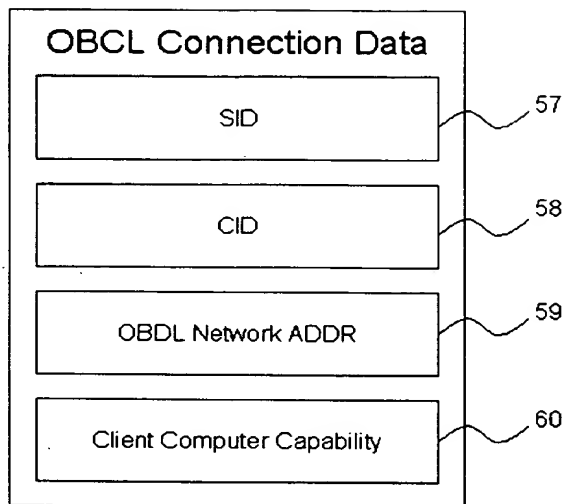 OBCL Connection Data
SID
57
CID
58
OBDL Network ADDR
59
Client Computer Capability
60